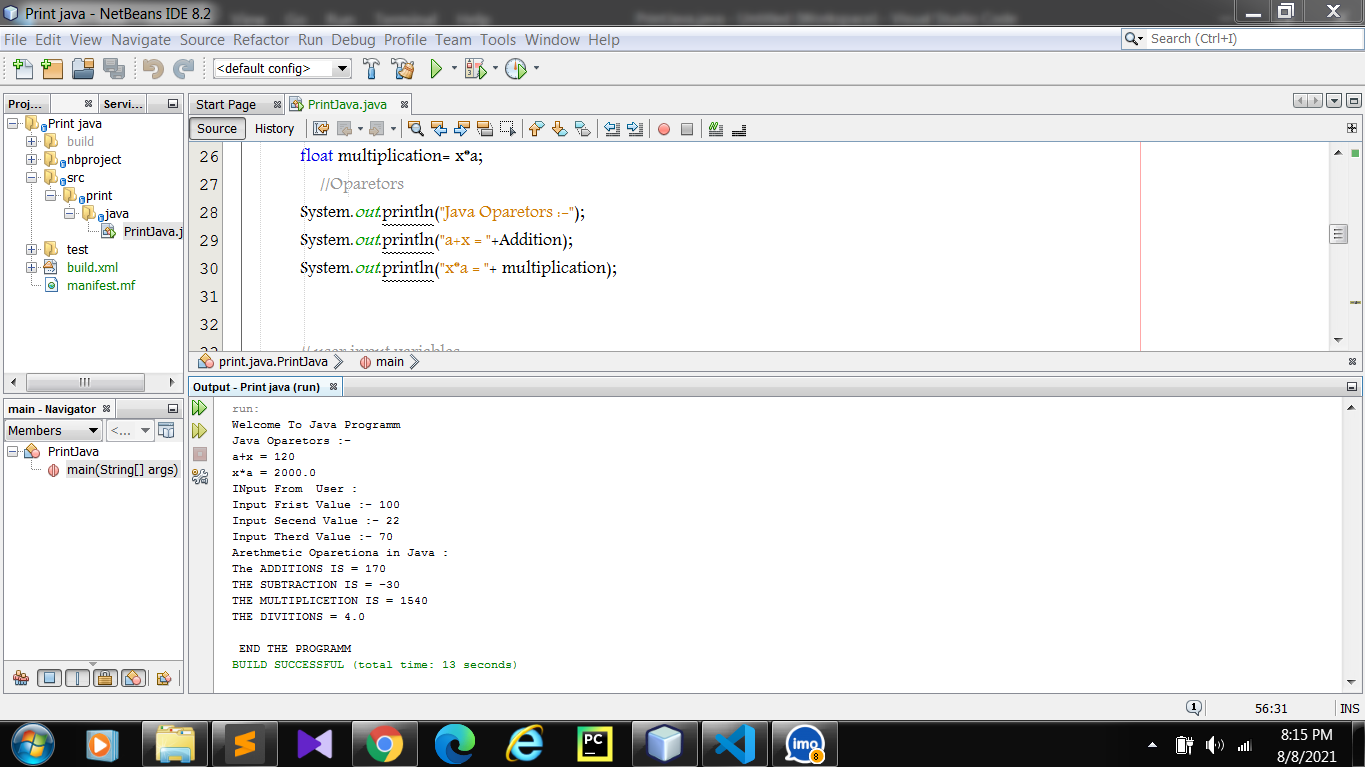 Print java - NetBeans IDE 8.2
File Edit View Navigate Source Refactor Run Debug Profile Team Tools Window Help
Search (Ctrl+I)
<default config>
Proj...
Servi...
Print java
build
nbproject
src
print
java
PrintJava.j
test
build.xml
manifest.mf
Start Page
PrintJava.java
Source
History
26 float multiplication= x*a;
27 //Oparetors
28 System.out.println("Java Oparetors :-");
29 System.out.println("a+x = "+Addition);
30 System.out.println("x*a = "+ multiplication);
31
32
print.java.PrintJava
main
main - Navigator
Members
<...
PrintJava
main(String[] args)
Output - Print java (run)
run:
Welcome To Java Programm
Java Oparetors :-
a+x = 120
x*a = 2000.0
INput From  User :
Input Frist Value :- 100
Input Secend Value :- 22
Input Therd Value :- 70
Arethmetic Oparetiona in Java :
The ADDITIONS IS = 170
THE SUBTRACTION IS = -30
THE MULTIPLICETION IS = 1540
THE DIVITIONS = 4.0
END THE PROGRAMM
BUILD SUCCESSFUL (total time: 13 seconds)
1
56:31
INS
PC
imo
8
8:15 PM
8/8/2021